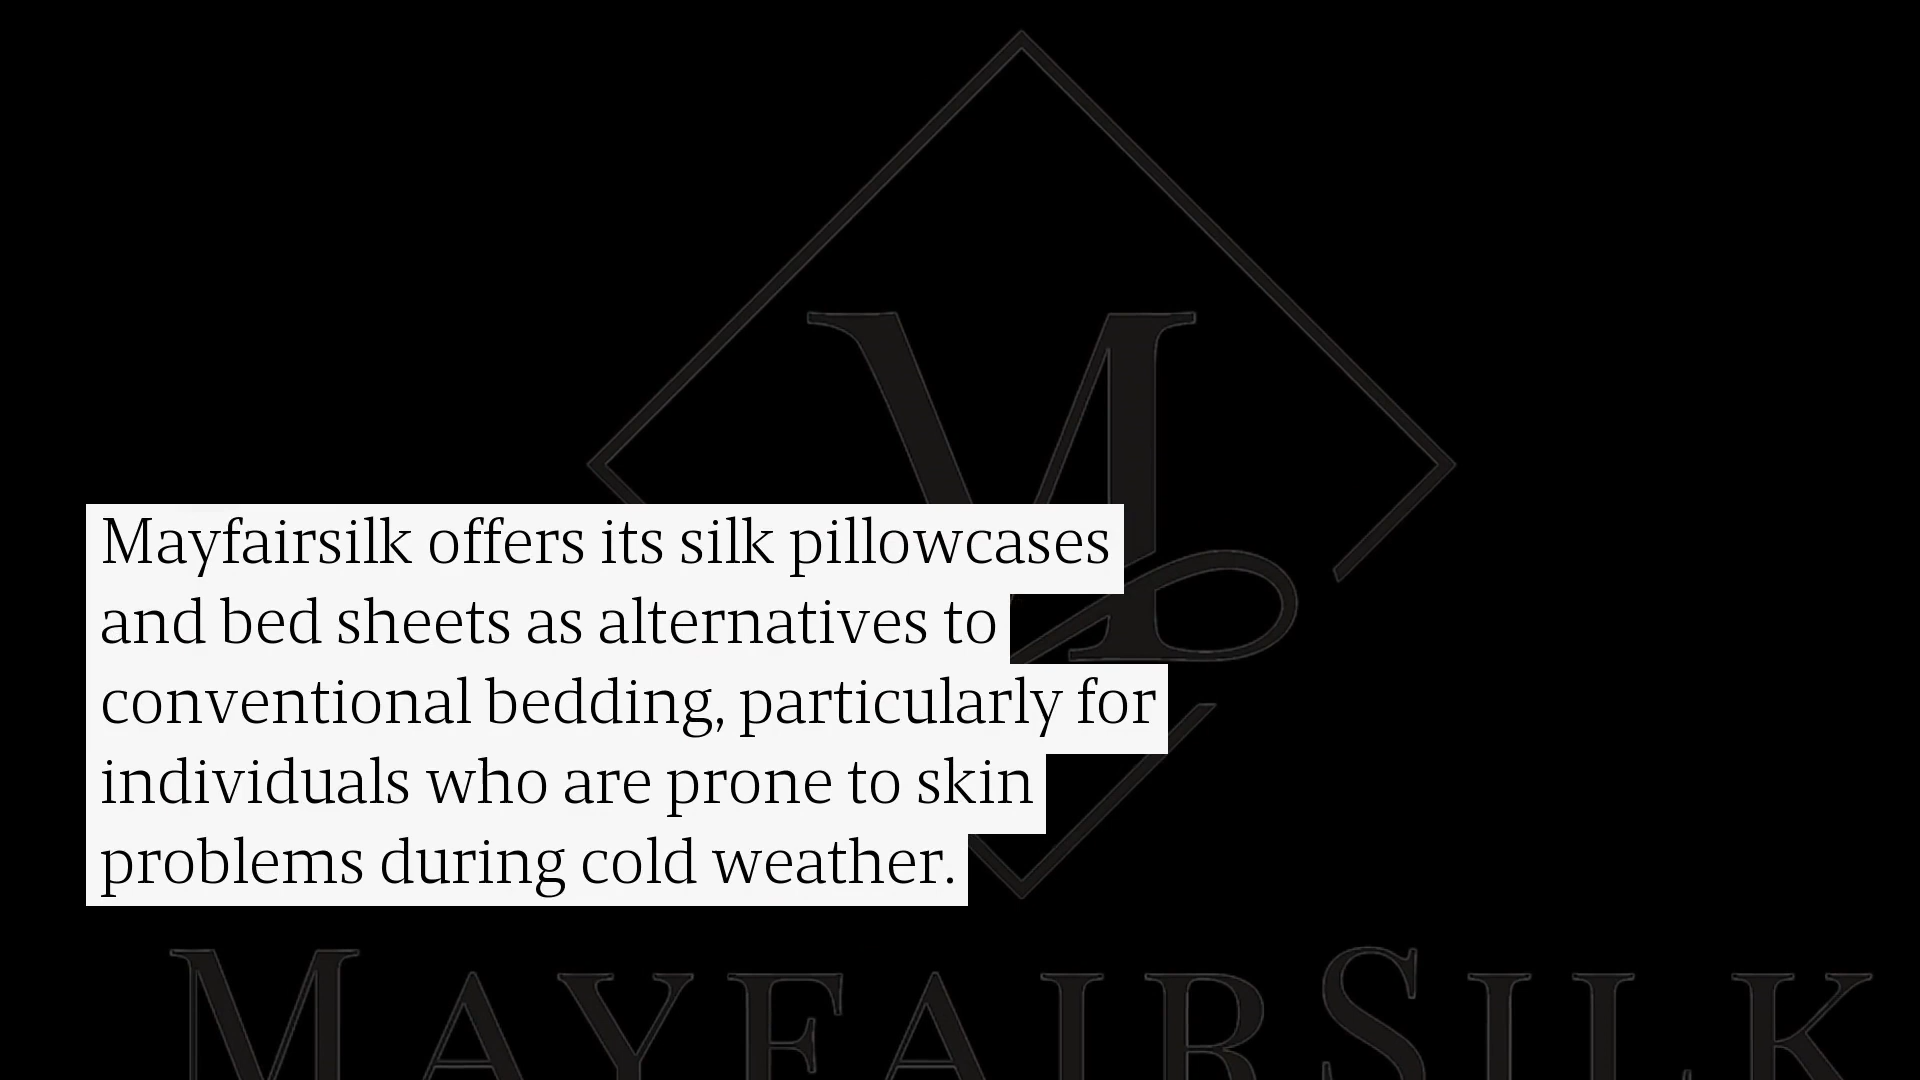 Mayfairsilk offers its silk pillowcases
and bed sheets as alternatives to
conventional bedding, particularly for
individuals who are prone to skin
problems during cold weather.
MAYFAIRSILK